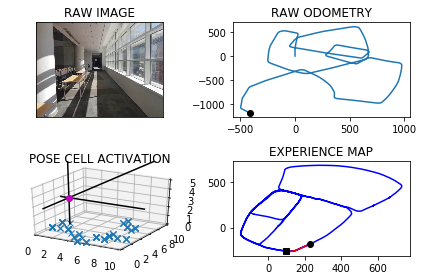 RAW IMAGE
RAW ODOMETRY
500
0
−500
−1000
−500 0 500 1000
POSE CELL ACTIVATION
5
4
3
2
1
0
0 2 4 6 8 10
0 2 4 6 8 10
EXPERIENCE MAP
500
0
0 200 400 600